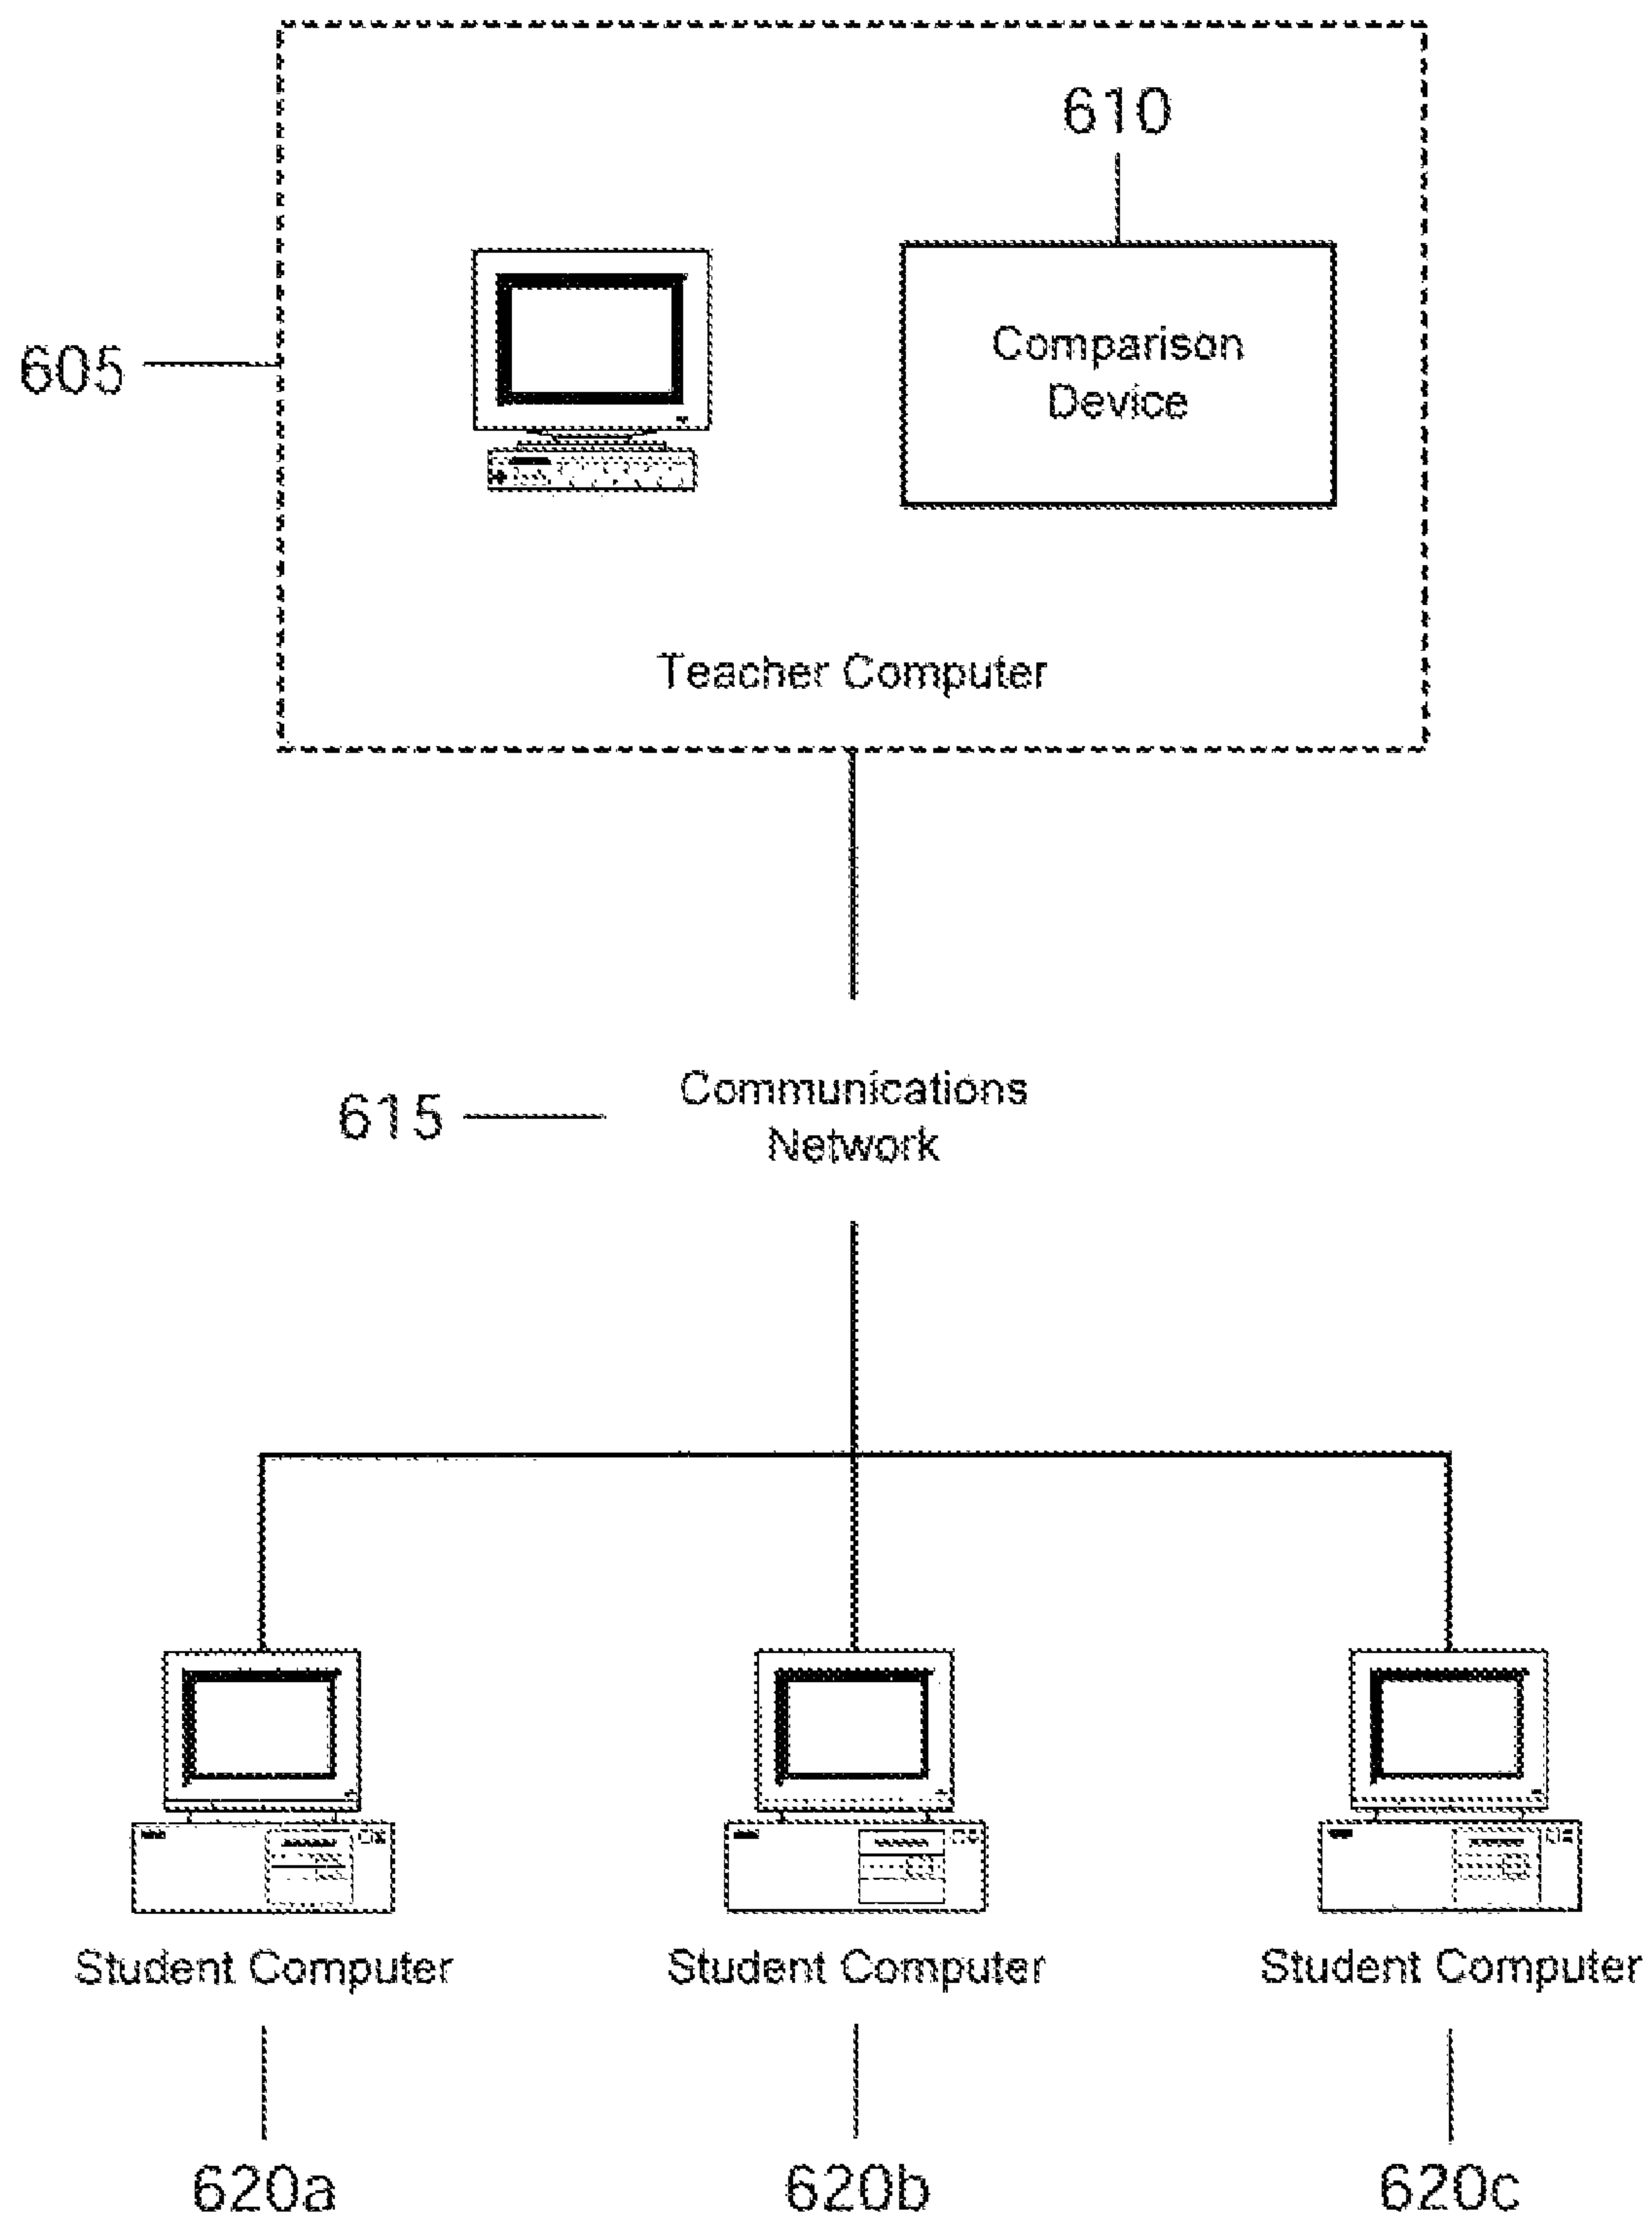 610
Comparison
Device
605
Teacher Computer
Communications
615
Network
Student Computer
Student Computer
Student Computer
620a
620b
620c